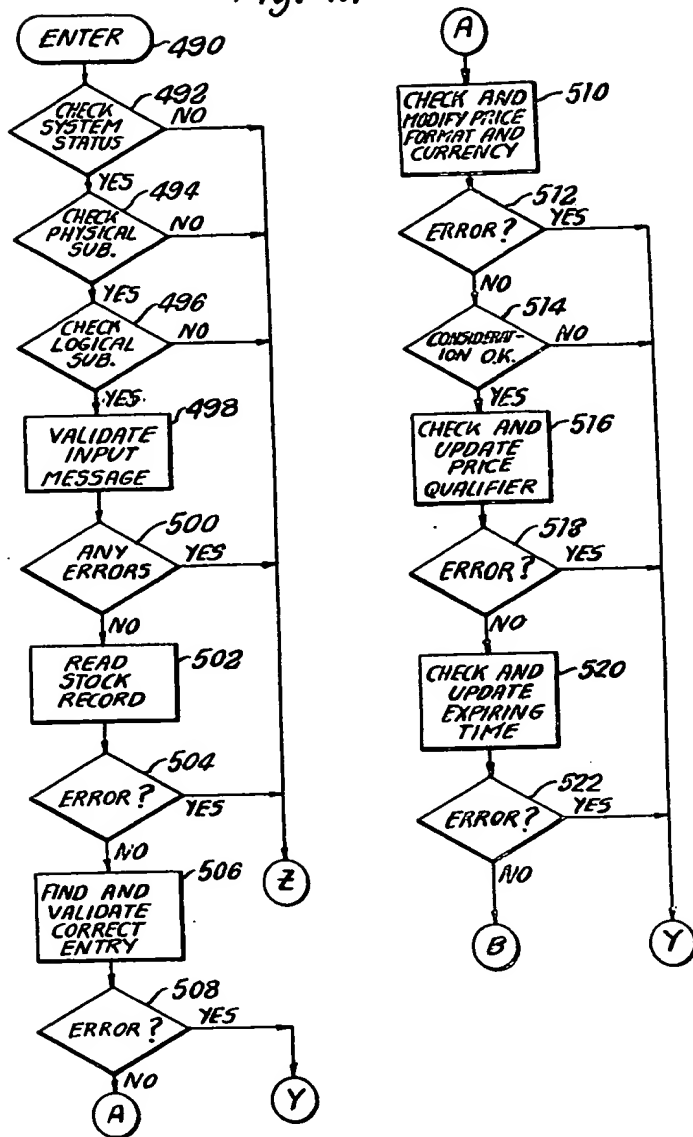 Fig.
ENTER
490
492
CHECK
SYSTEM
STATUS
NO
YES
494
CHECK
PHYSICAL
SUB.
NO
YES
496
CHECK
LOGICAL
SUB.
NO
YES
498
VALIDATE
INPUT
MESSAGE
500
ANY
ERRORS
YES
NO
502
READ
STOCK
RECORD
504
ERROR?
YES
NO
506
FIND AND
VALIDATE
CORRECT
ENTRY
Z
508
ERROR?
YES
NO
A
Y
A
510
CHECK AND
MODIFY PRICE
FORMAT AND
CURRENCY
512
ERROR?
YES
NO
514
CONSIDERAT-
ION O.K.
NO
YES
516
CHECK AND
UPDATE
PRICE
QUALIFIER
518
ERROR?
YES
NO
520
CHECK AND
UPDATE
EXPIRING
TIME
522
ERROR?
YES
NO
B
Y